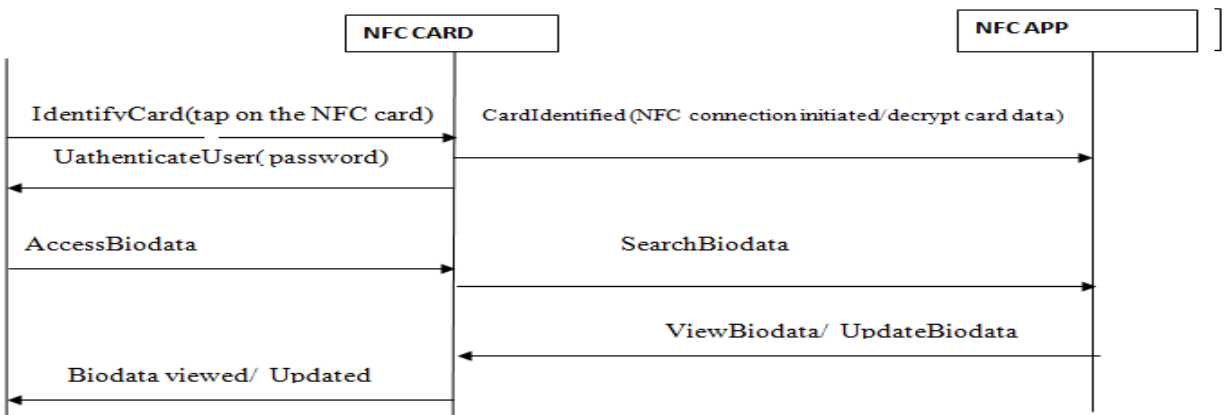 NFC CARD
NFC APP
]
IdentifyCard(tap on the NFC card)
CardIdentified (NFC connection initiated/decrypt card data)
UathenticateUser( password)
AccessBiodata
SearchBiodata
ViewBiodata/ UpdateBiodata
Biodata viewed/ Updated